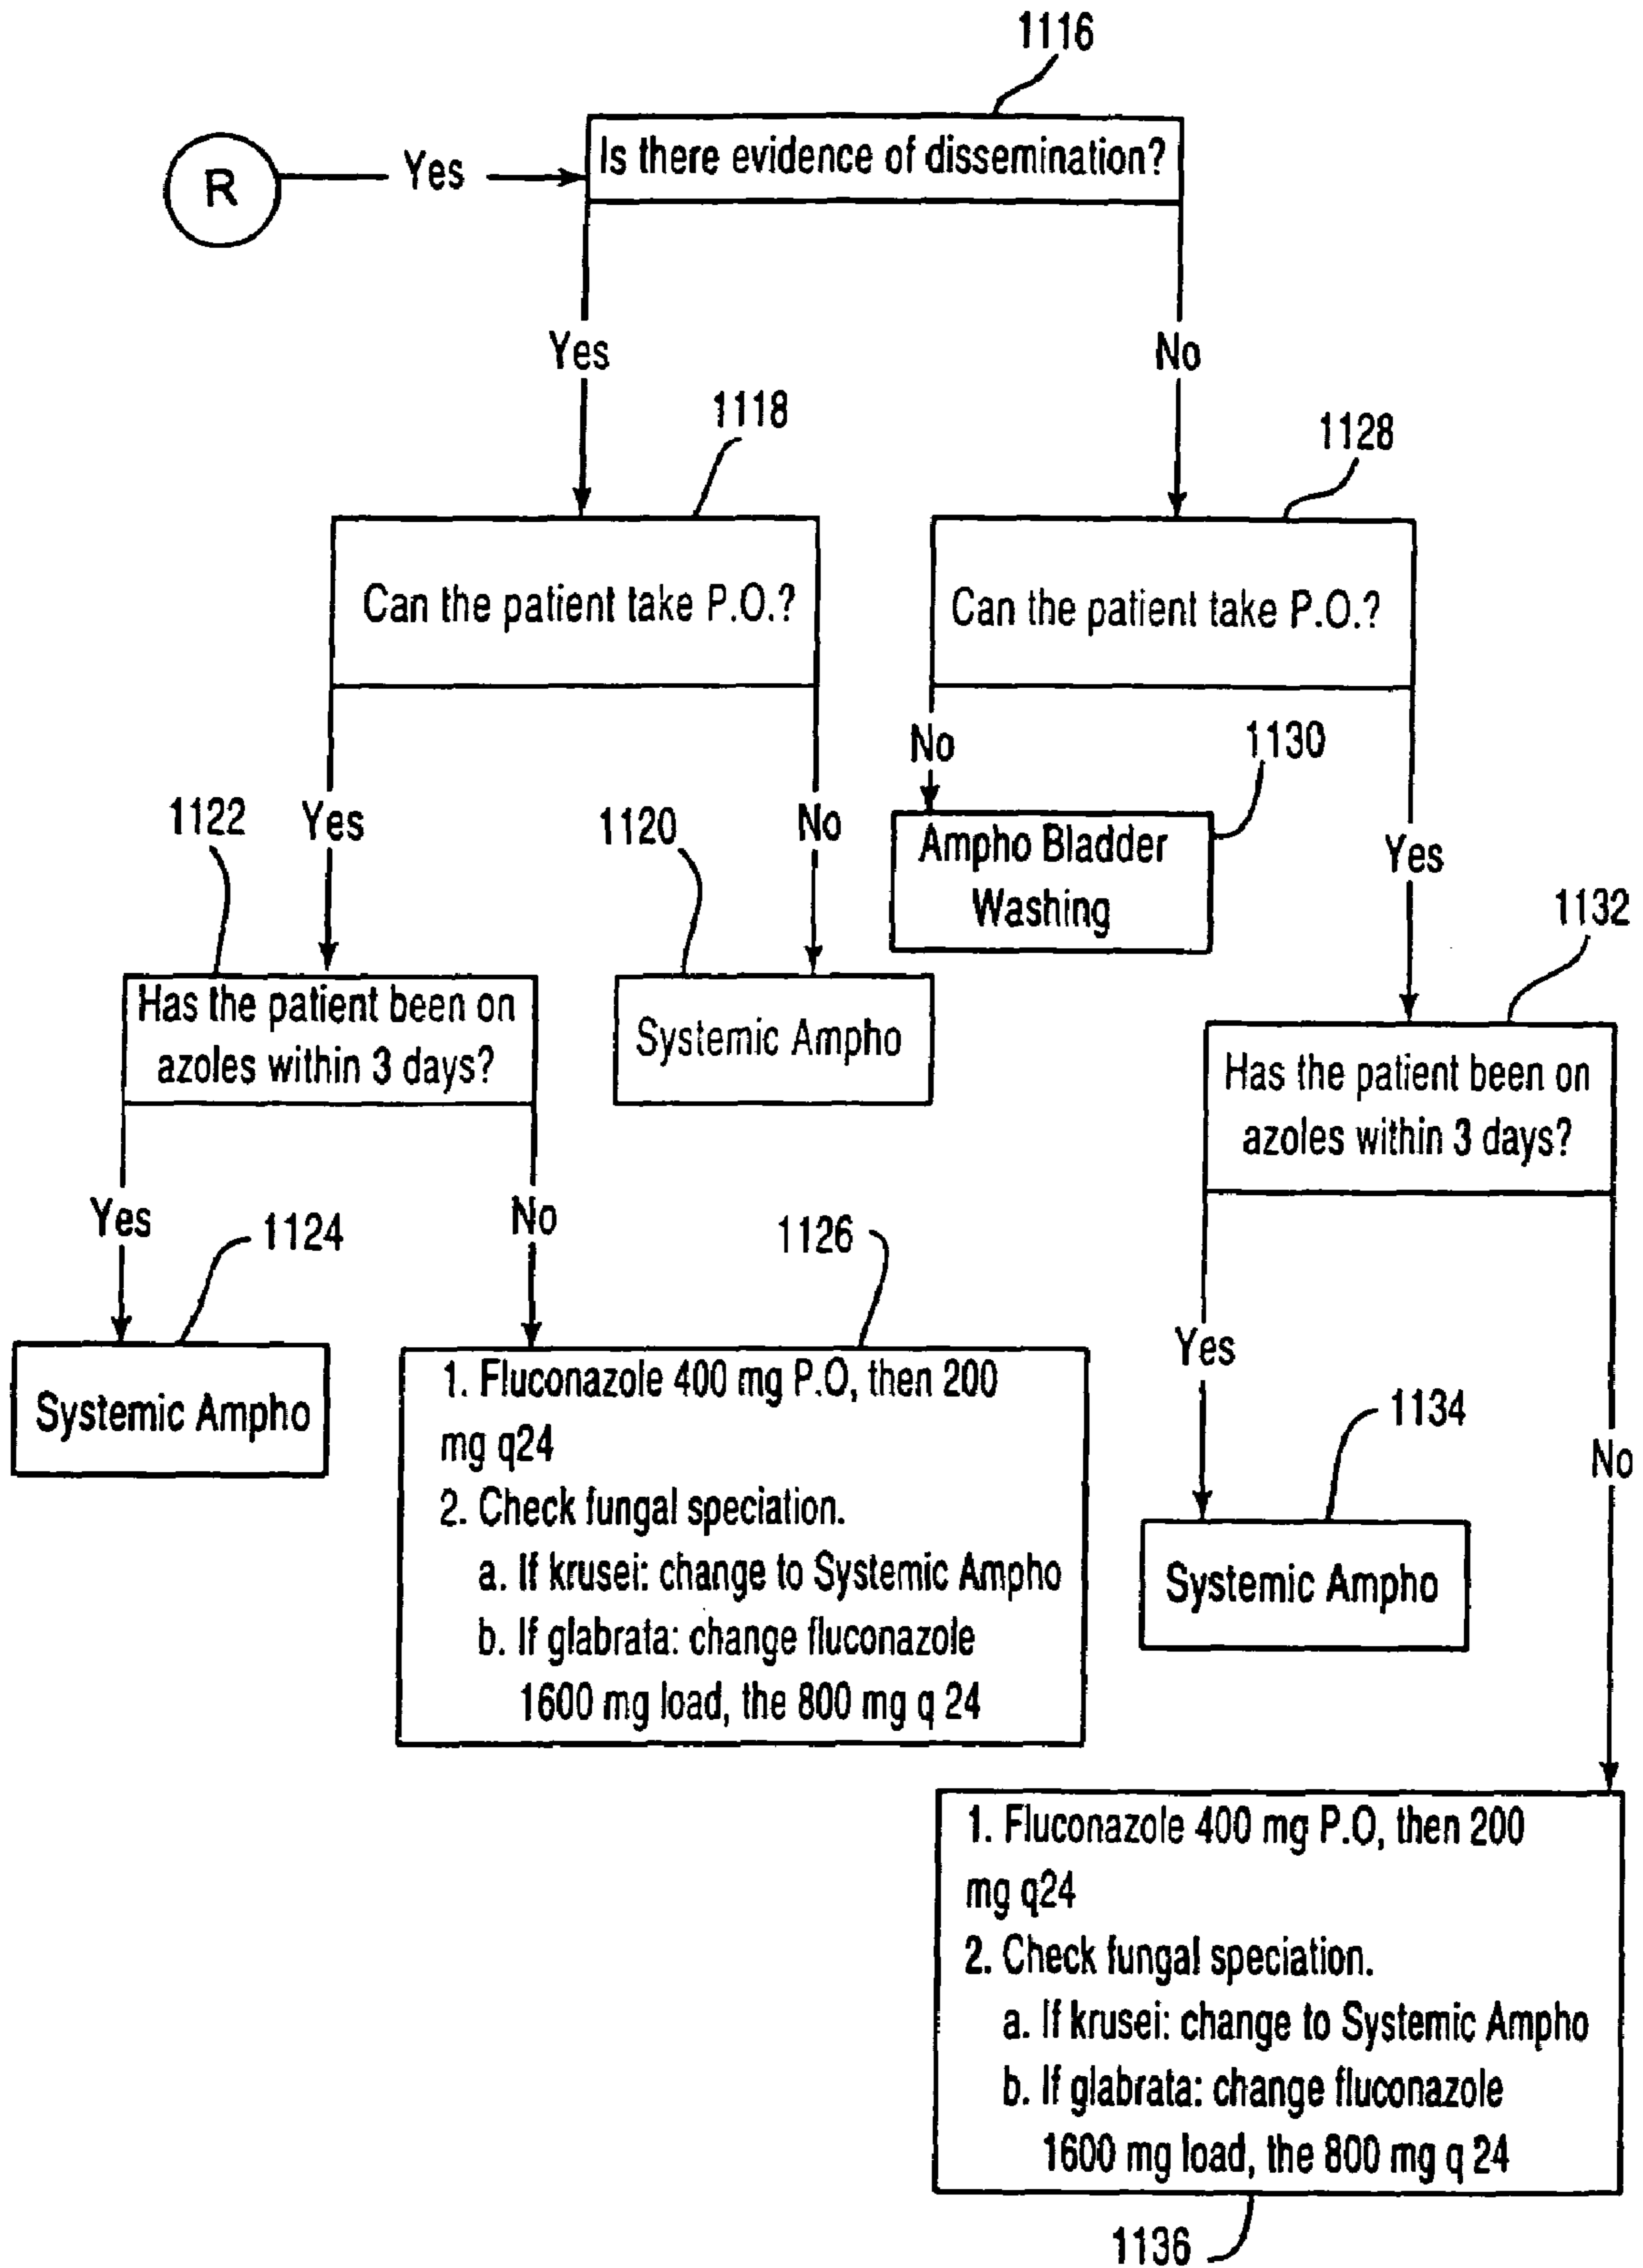 1116
Is there evidence of dissemination?
R
Yes
Yes
No
1118
1128
Can the patient take P.O.?
Can the patient take P.O.?
No
1130
1122
Yes
1120
No
Ampho Bladder
Washing
Yes
1132
Has the patient been on
azoles within 3 days?
Systemic Ampho
Has the patient been on
azoles within 3 days?
Yes
1124
No
1126
Systemic Ampho
1. Fluconazole 400 mg P.O, then 200
mg q24
2. Check fungal speciation.
a. If krusei: change to Systemic Ampho
b. If glabrata: change fluconazole
1600 mg load, the 800 mg q 24
Yes
1134
No
Systemic Ampho
1. Fluconazole 400 mg P.O, then 200
mg q24
2. Check fungal speciation.
a. If krusei: change to Systemic Ampho
b. If glabrata: change fluconazole
1600 mg load, the 800 mg q 24
1136